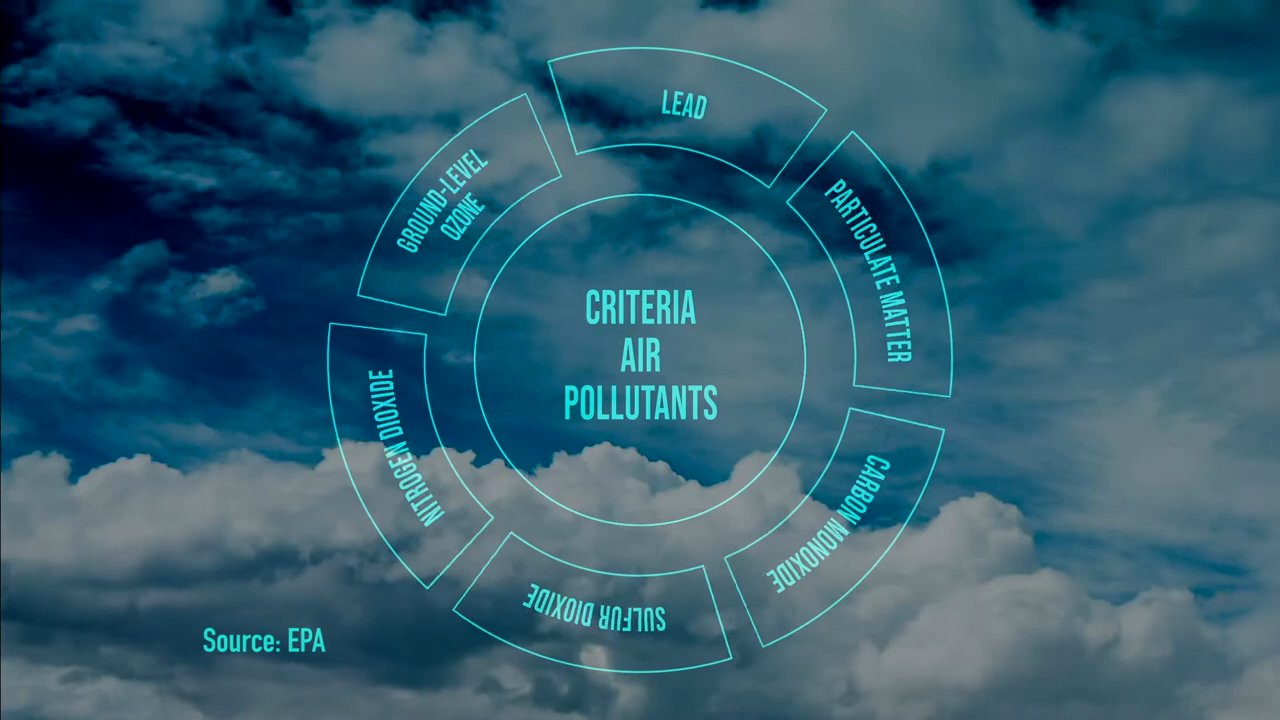 CRITERIA
AIR
POLLUTANTS
LEAD
PARTICULATE MATTER
CARBON MONOXIDE
SULFUR DIOXIDE
NITROGEN DIOXIDE
GROUND-LEVEL
OZONE
Source: EPA